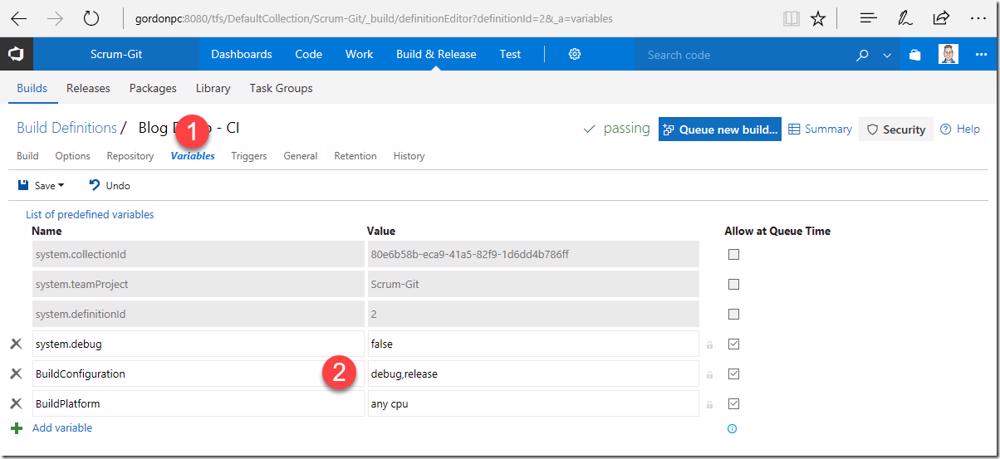 gordonpc:8080/tfs/DefaultCollection/Scrum-Git/_build/definitionEditor?definitionId=2&_a=variables
Scrum-Git Dashboards Code Work Build & Release Test Search code
Builds Releases Packages Library Task Groups
Build Definitions / Blog - CI passing Queue new build... Summary Security Help
1
Build Options Repository Variables Triggers General Retention History
Save Undo
List of predefined variables
Name Value Allow at Queue Time
system.collectionId 80e6b58b-eca9-41a5-82f9-1d6dd4b786ff
system.teamProject Scrum-Git
system.definitionId 2
system.debug false
BuildConfiguration 2 debug,release
BuildPlatform any cpu
Add variable